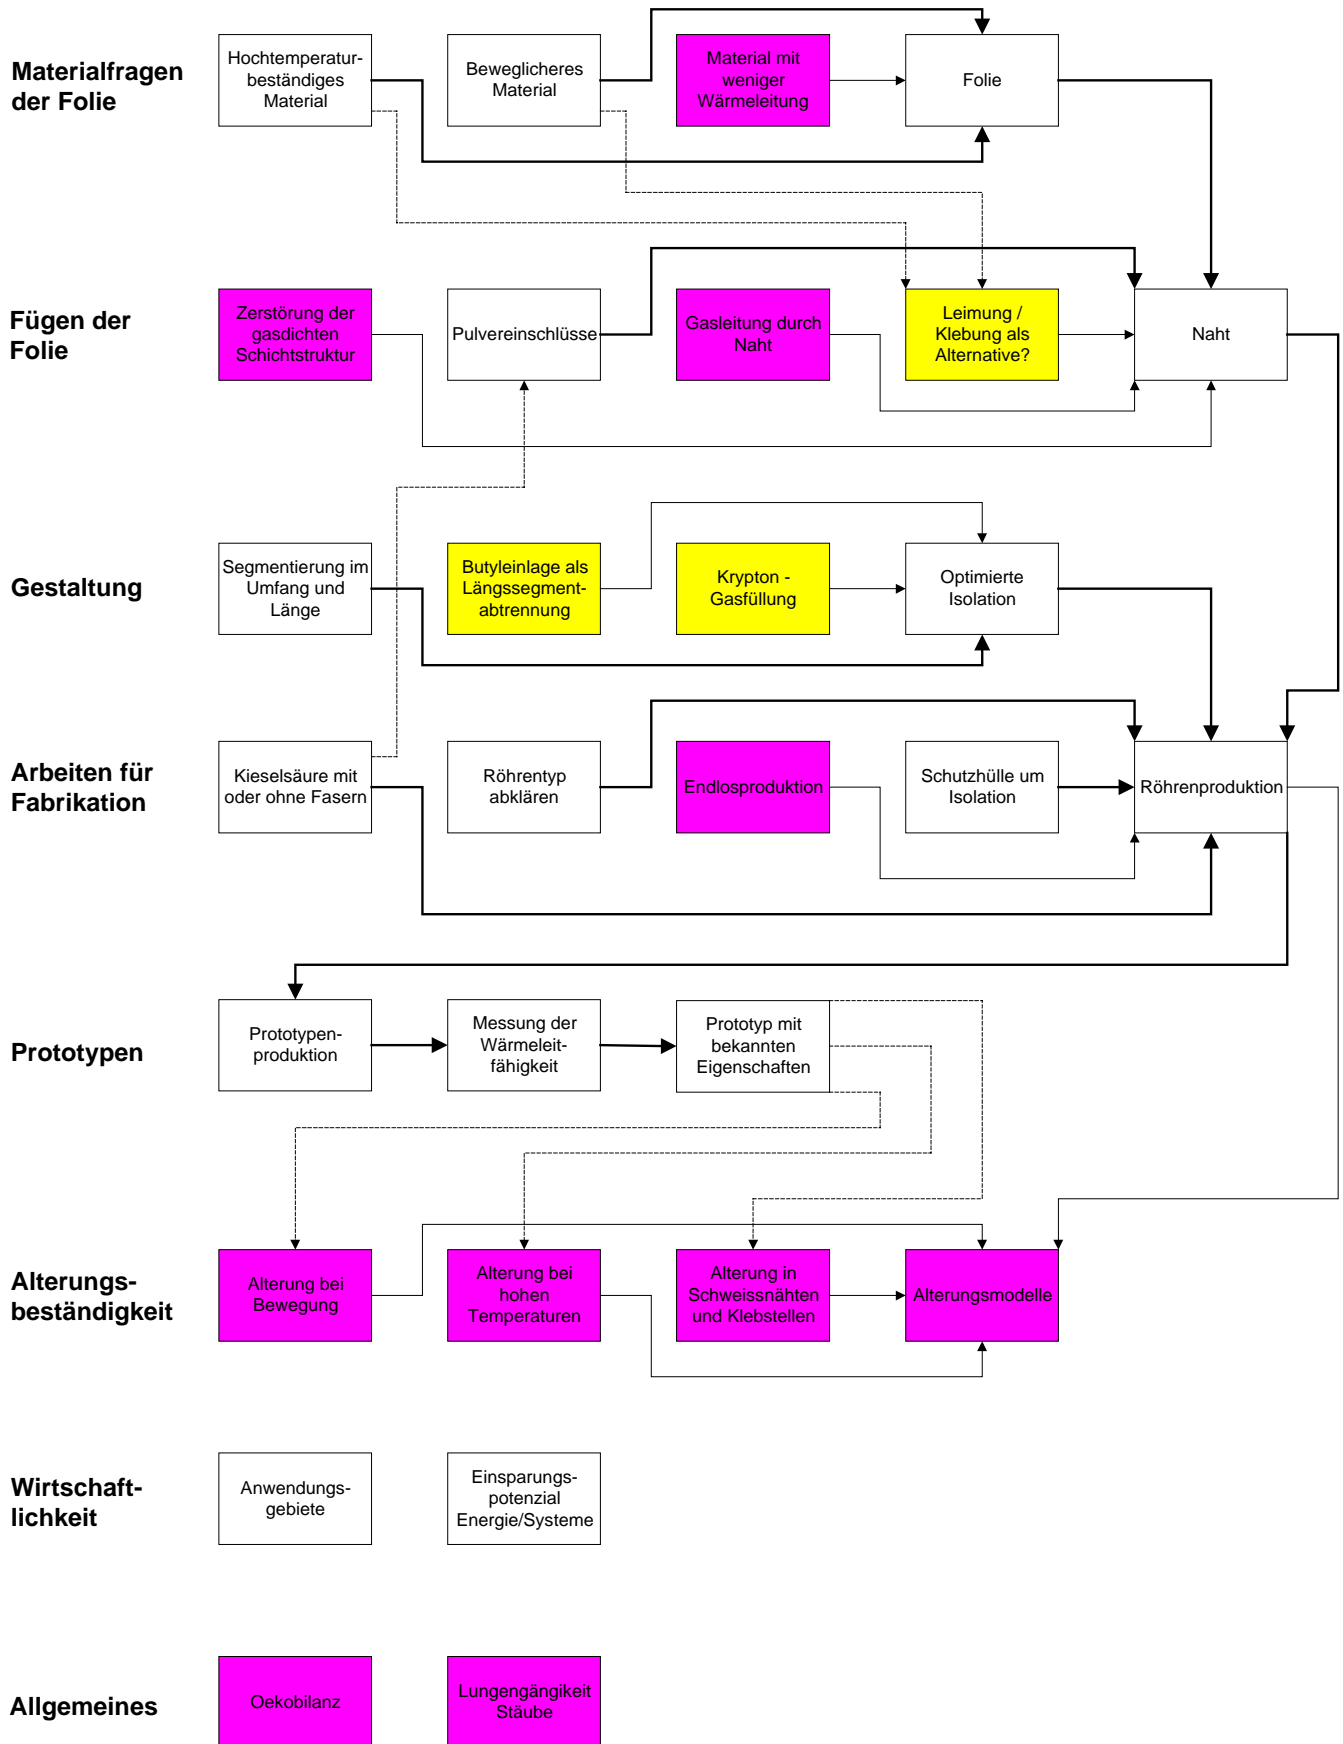 Materialfragen
der Folie
Hochtemperatur-
beständiges
Material
Beweglicheres
Material
Material mit
weniger
Wärmeleitung
Folie
Fügen der
Folie
Zerstörung der
gasdichten
Schichtstruktur
Pulvereinschlüsse
Gasleitung durch
Naht
Leimung /
Klebung als
Alternative?
Naht
Gestaltung
Segmentierung im
Umfang und
Länge
Butyleinlage als
Längssegment-
abtrennung
Krypton -
Gasfüllung
Optimierte
Isolation
Arbeiten für
Fabrikation
Kieselsäure mit
oder ohne Fasern
Röhrentyp
abklären
Endlosproduktion
Schutzhülle um
Isolation
Röhrenproduktion
Prototypen
Prototypen-
produktion
Messung der
Wärmeleit-
fähigkeit
Prototyp mit
bekannten
Eigenschaften
Alterungs-
beständigkeit
Alterung bei
Bewegung
Alterung bei
hohen
Temperaturen
Alterung in
Schweissnähten
und Klebstellen
Alterungsmodelle
Wirtschaft-
lichkeit
Anwendungs-
gebiete
Einsparungs-
potenzial
Energie/Systeme
Allgemeines
Oekobilanz
Lungengängikeit
Stäube